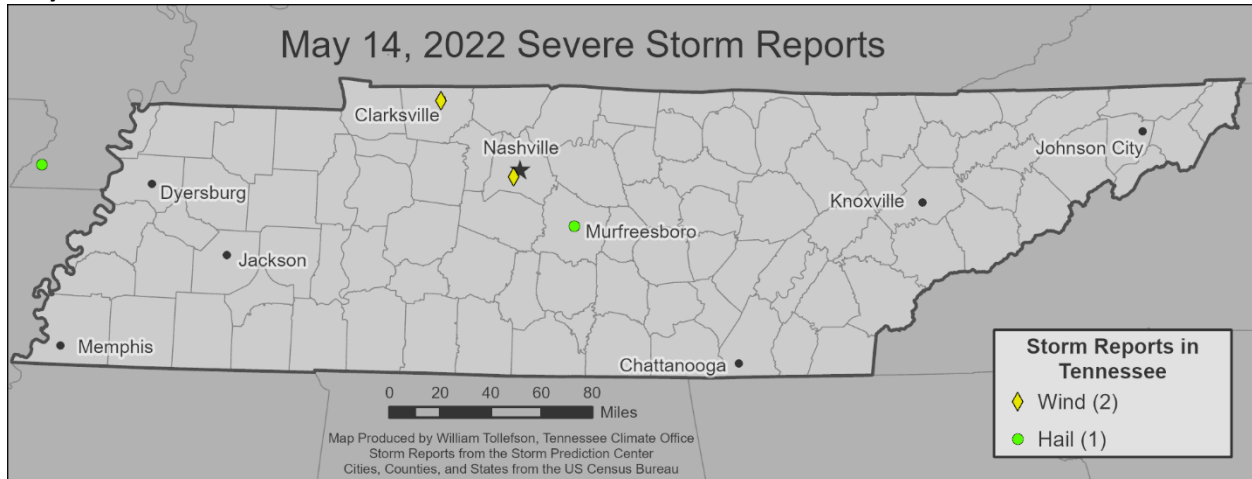 May 14, 2022 Severe Storm Reports
Clarksville
Nashville
Johnson City
Dyersburg
Knoxville
Murfreesboro
Jackson
Memphis
Chattanooga
0 20 40 60 80
Miles
Map Produced by William Tollefson, Tennessee Climate Office
Storm Reports from the Storm Prediction Center
Cities, Counties, and States from the US Census Bureau
Storm Reports in
Tennessee
Wind (2)
Hail (1)